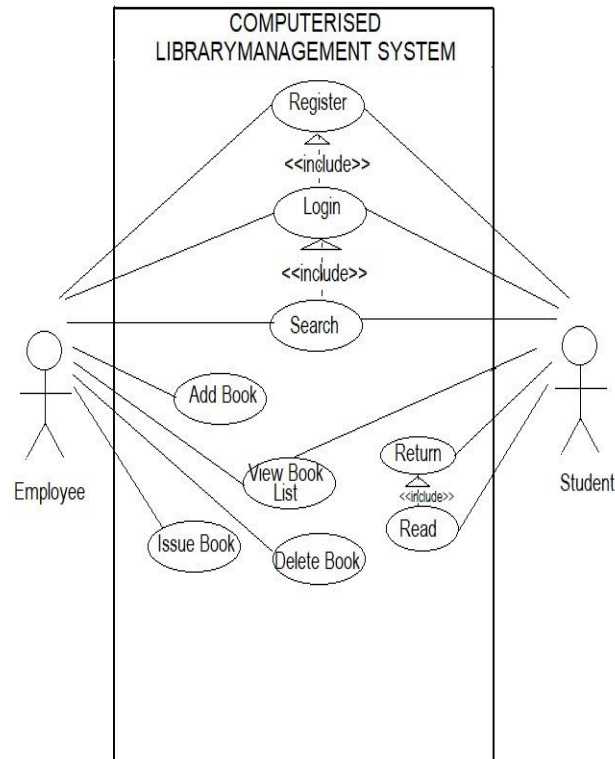 COMPUTERISED
LIBRARYMANAGEMENT SYSTEM
Register
<<include>>
Login
<<include>>
Search
Add Book
Employee
View Book
List
Return
<<include>>
Read
Student
Issue Book
Delete Book